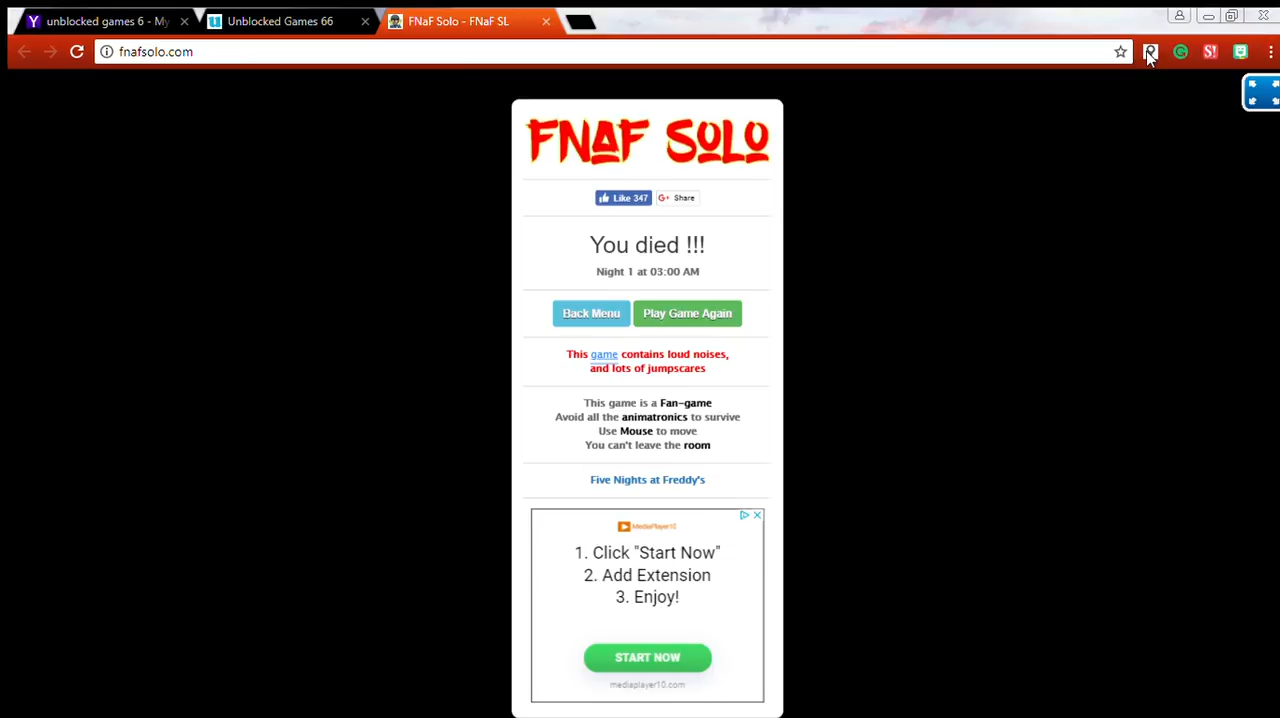 unblocked games 6 - My
Unblocked Games 66
FNaF Solo - FNaF SL
fnafsolo.com
FNAF SOLO
Like 347
G+ Share
You died !!!
Night 1 at 03:00 AM
Back Menu
Play Game Again
This game contains loud noises,
and lots of jumpscares
This game is a Fan-game
Avoid all the animatronics to survive
Use Mouse to move
You can't leave the room
Five Nights at Freddy's
MediaPlayer10
1. Click "Start Now"
2. Add Extension
3. Enjoy!
START NOW
mediaplayer10.com